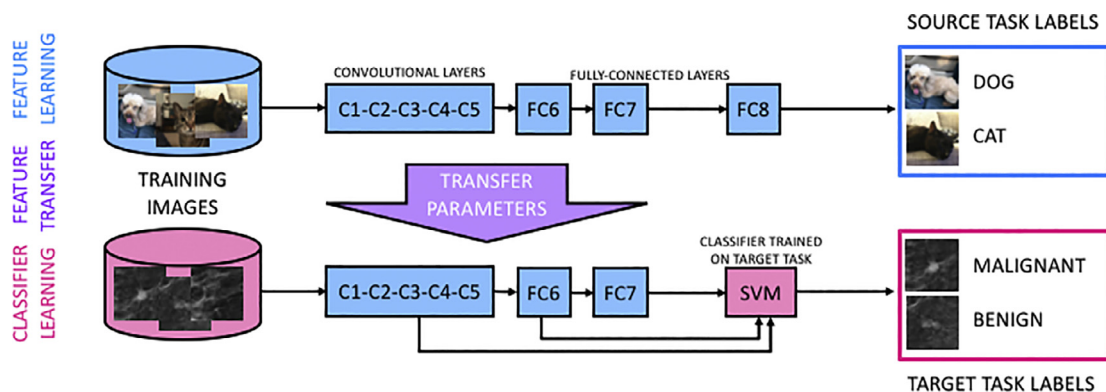 SOURCE TASK LABELS
FEATURE
LEARNING
CONVOLUTIONAL LAYERS
FULLY-CONNECTED LAYERS
C1-C2-C3-C4-C5
FC6
FC7
FC8
DOG
CAT
FEATURE
TRANSFER
TRAINING
IMAGES
TRANSFER
PARAMETERS
CLASSIFIER
LEARNING
CLASSIFIER TRAINED
ON TARGET TASK
C1-C2-C3-C4-C5
FC6
FC7
SVM
MALIGNANT
BENIGN
TARGET TASK LABELS